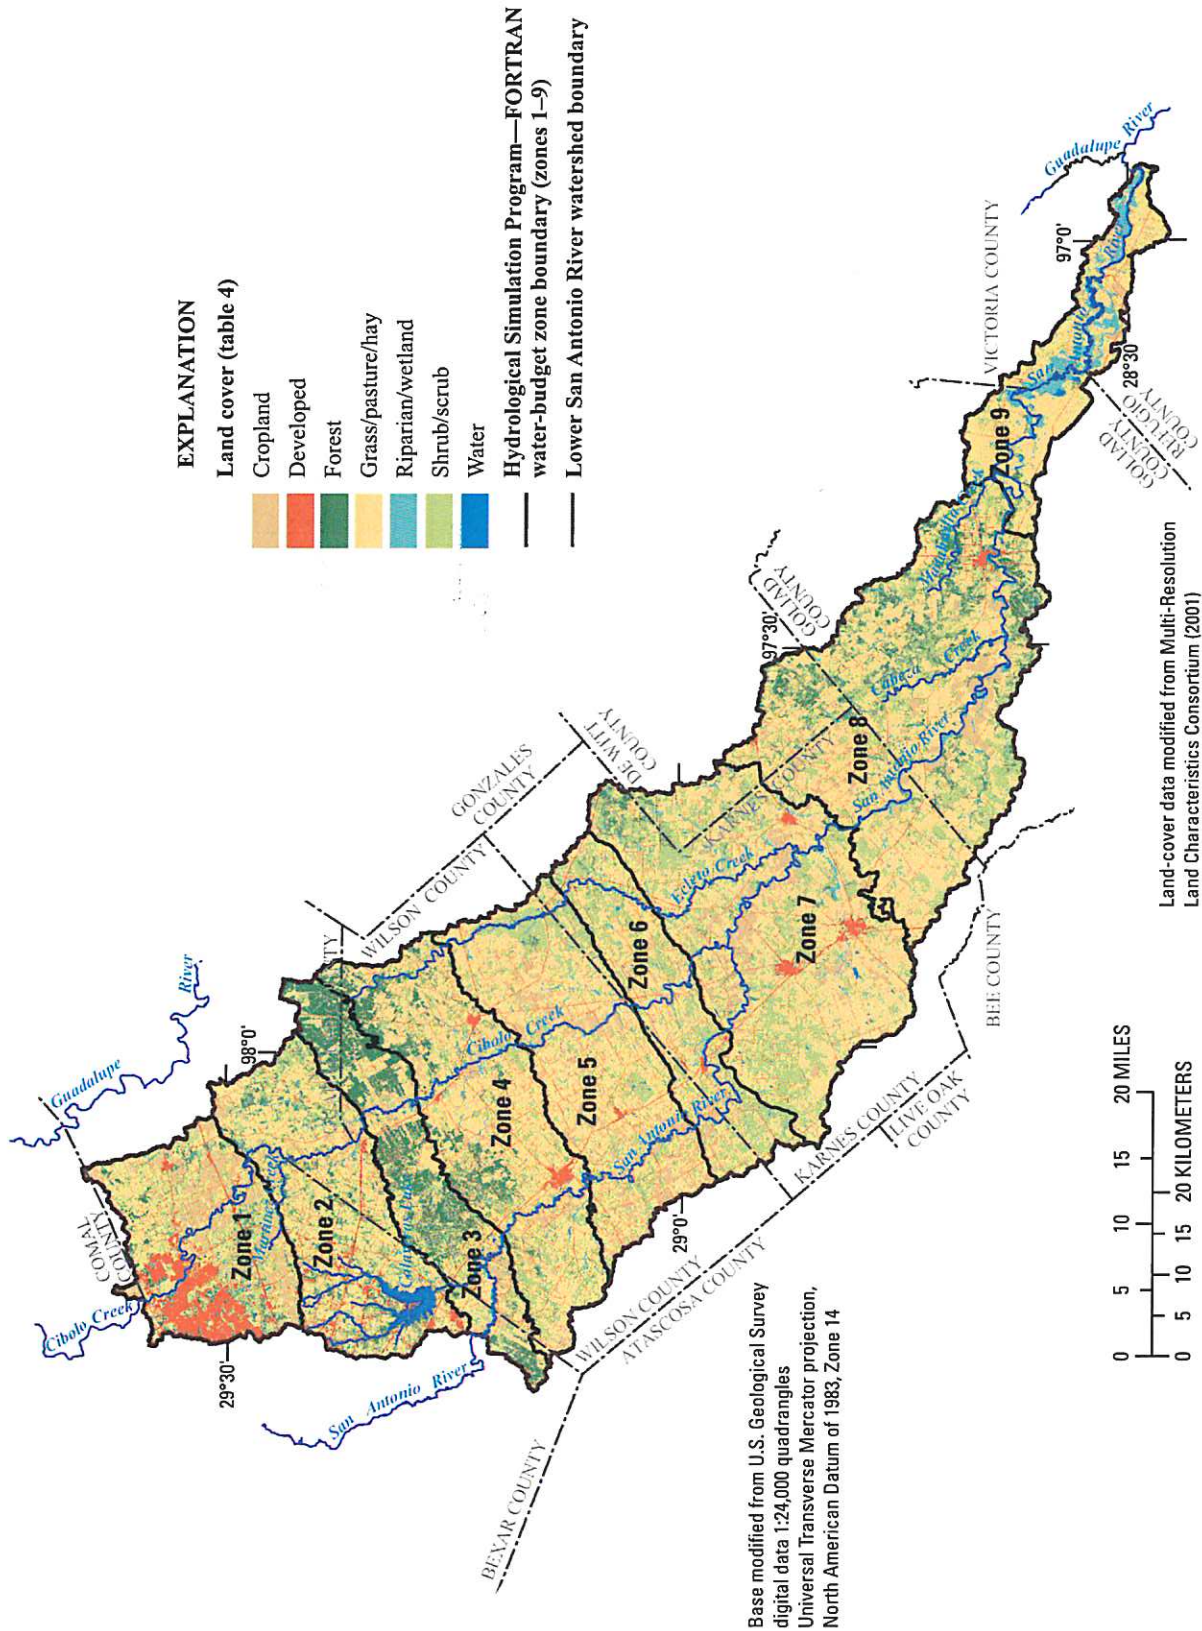 EXPLANATION
Land cover (table 4)
Cropland
Developed
Forest
Grass/pasture/hay
Riparian/wetland
Shrub/scrub
Water
Hydrological Simulation Program—FORTRAN
water-budget zone boundary (zones 1–9)
Lower San Antonio River watershed boundary
Guadalupe River
COMAL
COUNTY
Cibolo Creek
98°0'
29°30'
Zone 1
Zone 2
San Antonio River
Zone 3
BEXAR COUNTY
WILSON COUNTY
GONZALES
COUNTY
Zone 4
Cibolo Creek
Zone 5
San Antonio River
WILSON COUNTY
ATASCOSA COUNTY
29°0'
Zone 6
Ecleto Creek
DE WITT
COUNTY
KARNES COUNTY
Zone 7
KARNES COUNTY
LIVE OAK
COUNTY
BEE COUNTY
97°30'
GOLIAD
COUNTY
Zone 8
San Antonio River
Cabeza Creek
Zone 9
VICTORIA COUNTY
San Antonio River
97°0'
Guadalupe River
28°30
GOLIAD
COUNTY
REFUGIO
COUNTY
Base modified from U.S. Geological Survey
digital data 1:24,000 quadrangles
Universal Transverse Mercator projection,
North American Datum of 1983, Zone 14
0 5 10 15 20 MILES
0 5 10 15 20 KILOMETERS
Land-cover data modified from Multi-Resolution
Land Characteristics Consortium (2001)